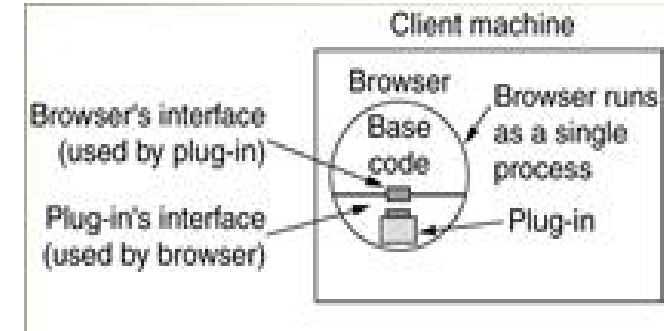 Client machine
Browser
Browser's interface
(used by plug-in)
Base
code
Browser runs
as a single
process
Plug-in's interface
(used by browser)
Plug-in